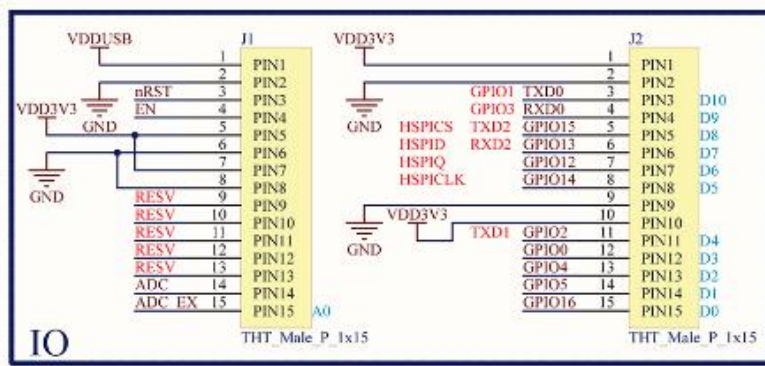 J1
VDDUSB
1 PIN1
2 PIN2
nRST 3 PIN3
EN 4 PIN4
GND
VDD3V3
5 PIN5
6 PIN6
7 PIN7
8 PIN8
GND
RESV 9 PIN9
RESV 10 PIN10
RESV 11 PIN11
RESV 12 PIN12
RESV 13 PIN13
ADC 14 PIN14
ADC_EX 15 PIN15 A0
THT_Male_P_1x15
J2
VDD3V3
1 PIN1
2 PIN2
GPIO1 TXD0 3 PIN3 D10
GPIO3 RXD0 4 PIN4 D9
GND
HSPICS TXD2 GPIO15 5 PIN5 D8
HSPID RXD2 GPIO13 6 PIN6 D7
HSPIQ GPIO12 7 PIN7 D6
HSPICLK GPIO14 8 PIN8 D5
9 PIN9
VDD3V3 10 PIN10
GND
TXD1 GPIO2 11 PIN11 D4
GPIO0 12 PIN12 D3
GPIO4 13 PIN13 D2
GPIO5 14 PIN14 D1
GPIO16 15 PIN15 D0
THT_Male_P_1x15
IO